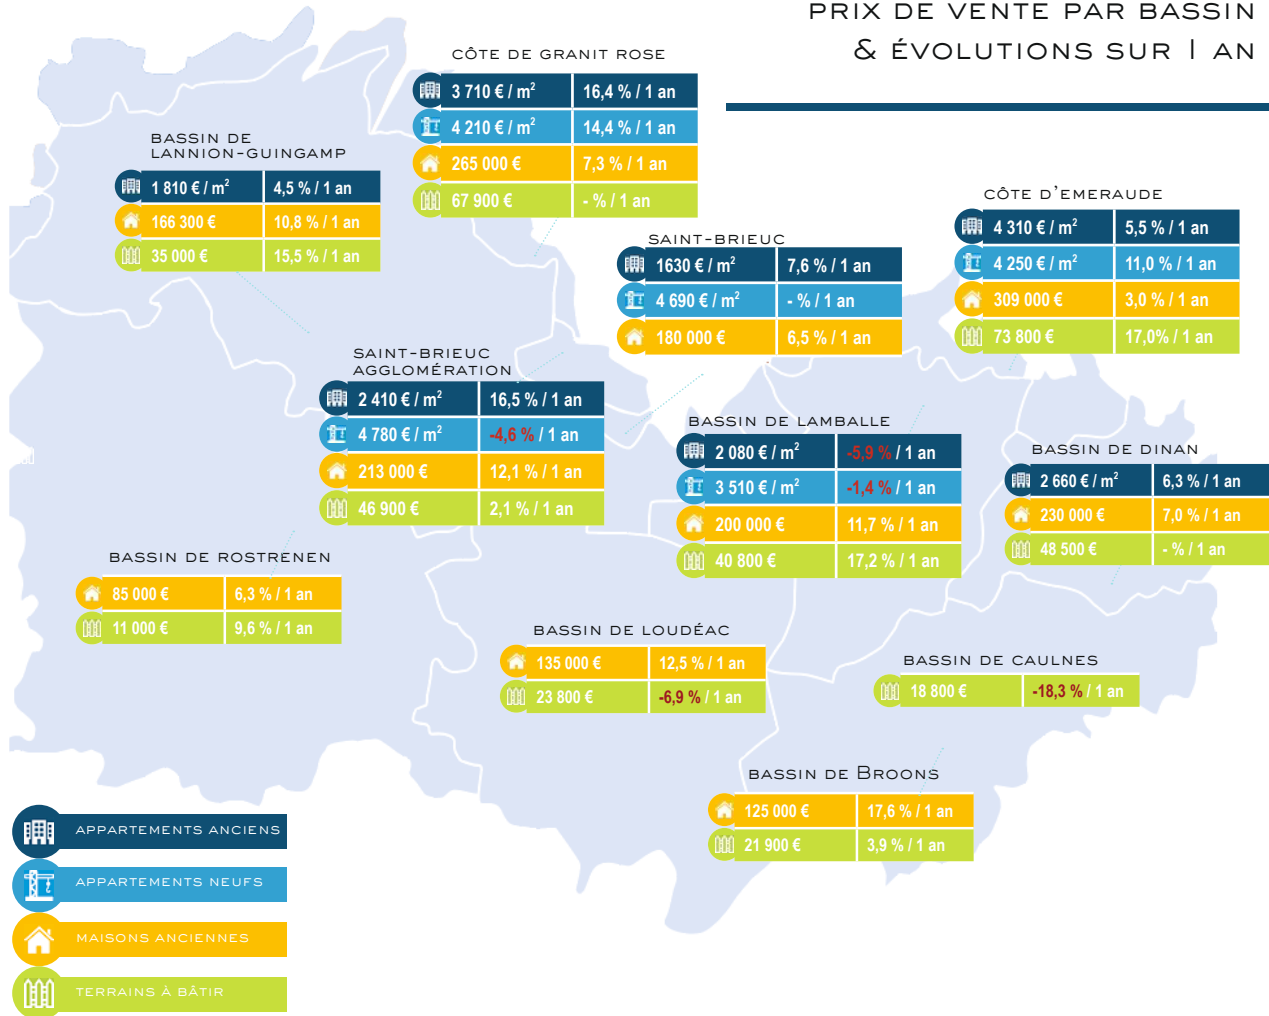 PRIX DE VENTE PAR BASSIN
& ÉVOLUTIONS SUR 1 AN
CÔTE DE GRANIT ROSE
3 710 € / m² 16,4 % / 1 an
4 210 € / m² 14,4 % / 1 an
265 000 € 7,3 % / 1 an
67 900 € - % / 1 an
BASSIN DE
LANNION-GUINGAMP
1 810 € / m² 4,5 % / 1 an
166 300 € 10,8 % / 1 an
35 000 € 15,5 % / 1 an
CÔTE D'EMERAUDE
4 310 € / m² 5,5 % / 1 an
4 250 € / m² 11,0 % / 1 an
309 000 € 3,0 % / 1 an
73 800 € 17,0% / 1 an
SAINT-BRIEUC
1630 € / m² 7,6 % / 1 an
4 690 € / m² - % / 1 an
180 000 € 6,5 % / 1 an
SAINT-BRIEUC
AGGLOMÉRATION
2 410 € / m² 16,5 % / 1 an
4 780 € / m² -4,6 % / 1 an
213 000 € 12,1 % / 1 an
46 900 € 2,1 % / 1 an
BASSIN DE LAMBALLE
2 080 € / m² -5,9 % / 1 an
3 510 € / m² -1,4 % / 1 an
200 000 € 11,7 % / 1 an
40 800 € 17,2 % / 1 an
BASSIN DE DINAN
2 660 € / m² 6,3 % / 1 an
230 000 € 7,0 % / 1 an
48 500 € - % / 1 an
BASSIN DE ROSTRENEN
85 000 € 6,3 % / 1 an
11 000 € 9,6 % / 1 an
BASSIN DE LOUDÉAC
135 000 € 12,5 % / 1 an
23 800 € -6,9 % / 1 an
BASSIN DE CAULNES
18 800 € -18,3 % / 1 an
BASSIN DE BROONS
125 000 € 17,6 % / 1 an
21 900 € 3,9 % / 1 an
APPARTEMENTS ANCIENS
APPARTEMENTS NEUFS
MAISONS ANCIENNES
TERRAINS À BÂTIR